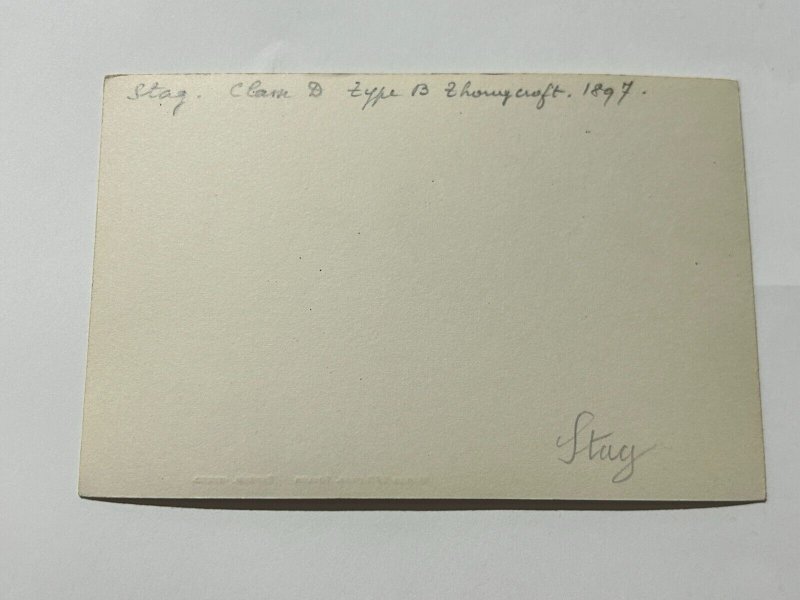 Stag. Class D Type B Thornycroft. 1897.
Stag